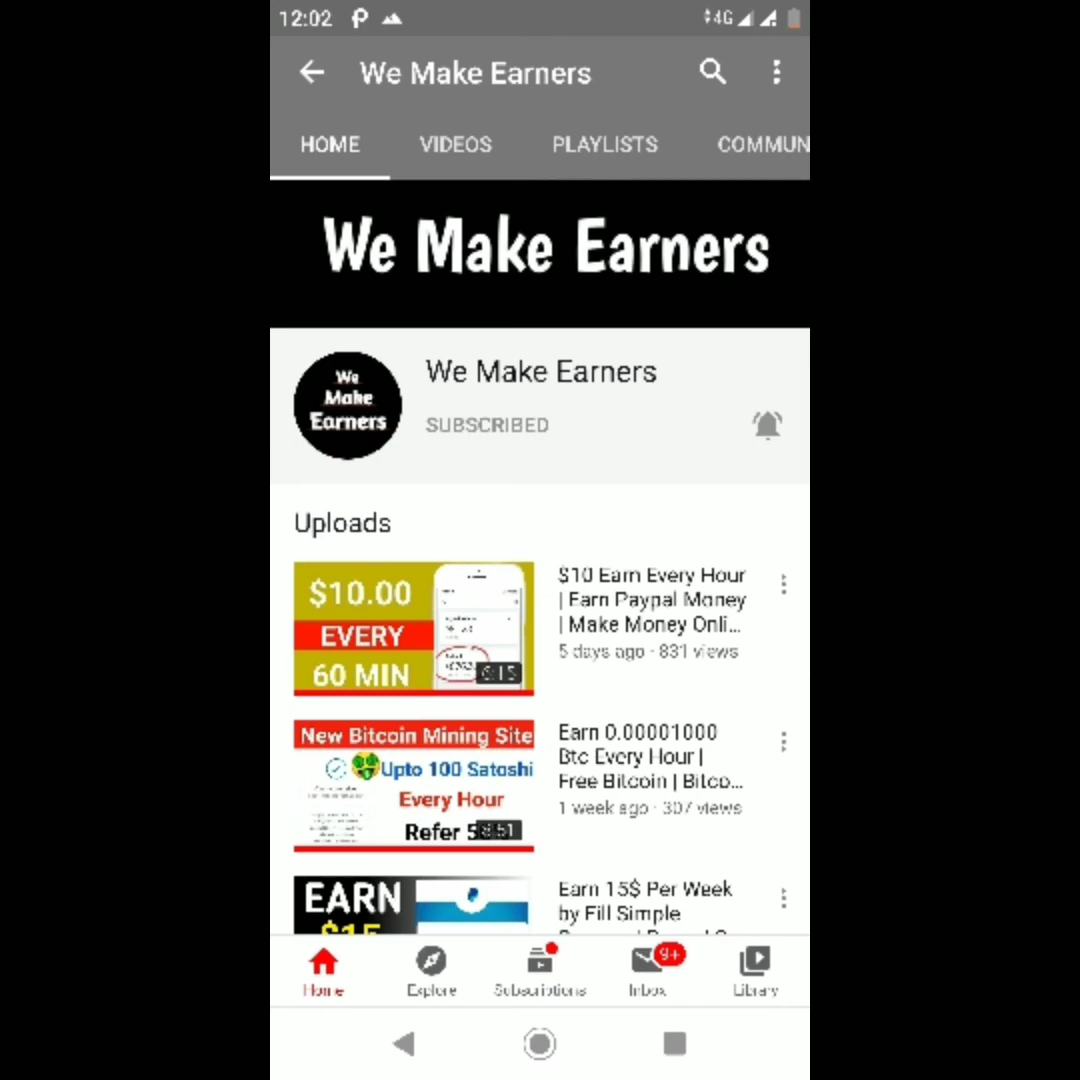 12:02
4G
We Make Earners
HOME VIDEOS PLAYLISTS COMMUN
We Make Earners
We
Make
Earners
We Make Earners
SUBSCRIBED
Uploads
$10.00
EVERY
60 MIN
6:15
$10 Earn Every Hour
| Earn Paypal Money
| Make Money Onli...
5 days ago · 831 views
New Bitcoin Mining Site
Upto 100 Satoshi
Every Hour
Refer
Earn 0.00001000
Btc Every Hour |
Free Bitcoin | Bitco...
1 week ago · 307 views
EARN
$15
Earn 15$ Per Week
by Fill Simple
9+
Home Explore Subscriptions Inbox Library